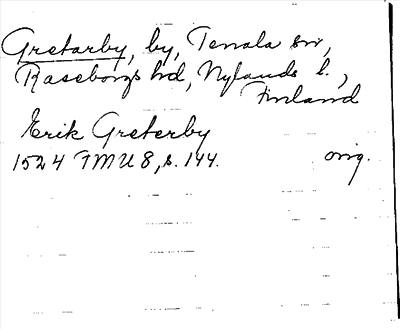 Gretarby, by, Tenala sn,
Raseborgs hd, Nylands l.,
Finland
Erik Greterby
1524 FMU 8, s. 144. orig.